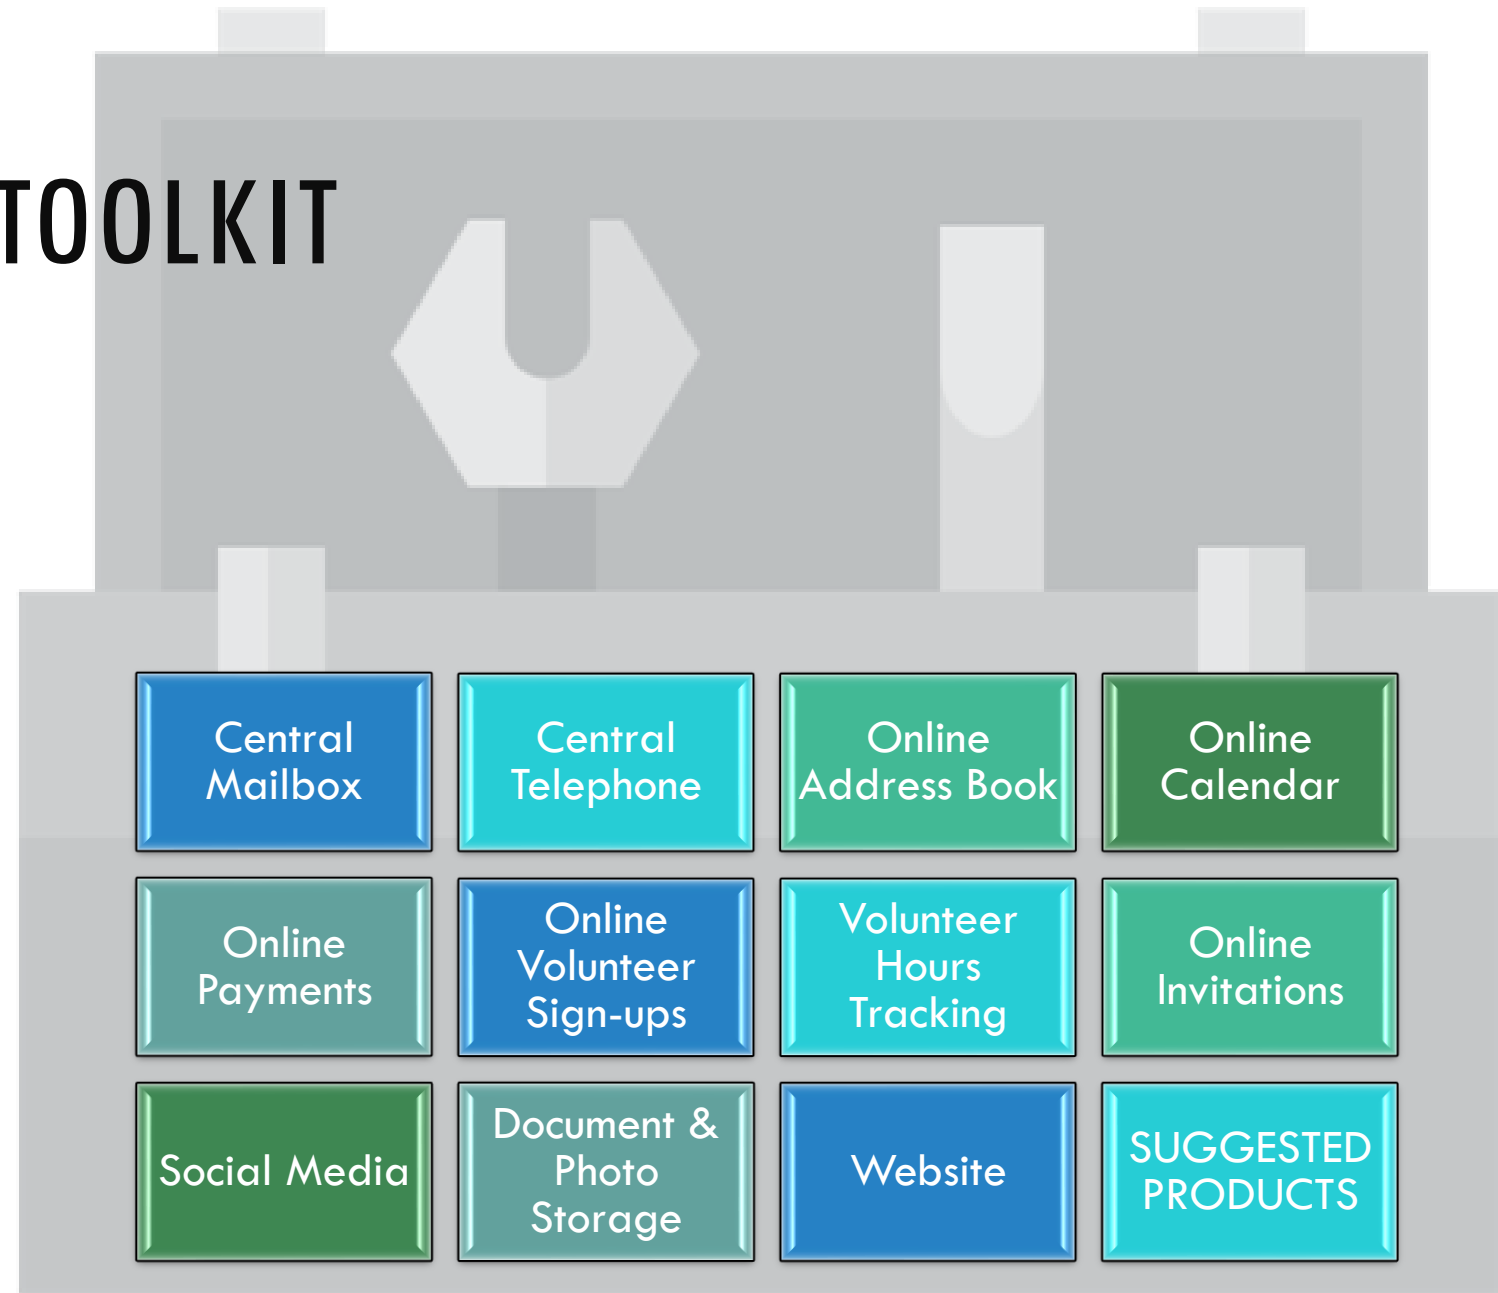 TOOLKIT
Central
Mailbox
Central
Telephone
Online
Address Book
Online
Calendar
Online
Payments
Online
Volunteer
Sign-ups
Volunteer
Hours
Tracking
Online
Invitations
Social Media
Document &
Photo
Storage
Website
SUGGESTED
PRODUCTS